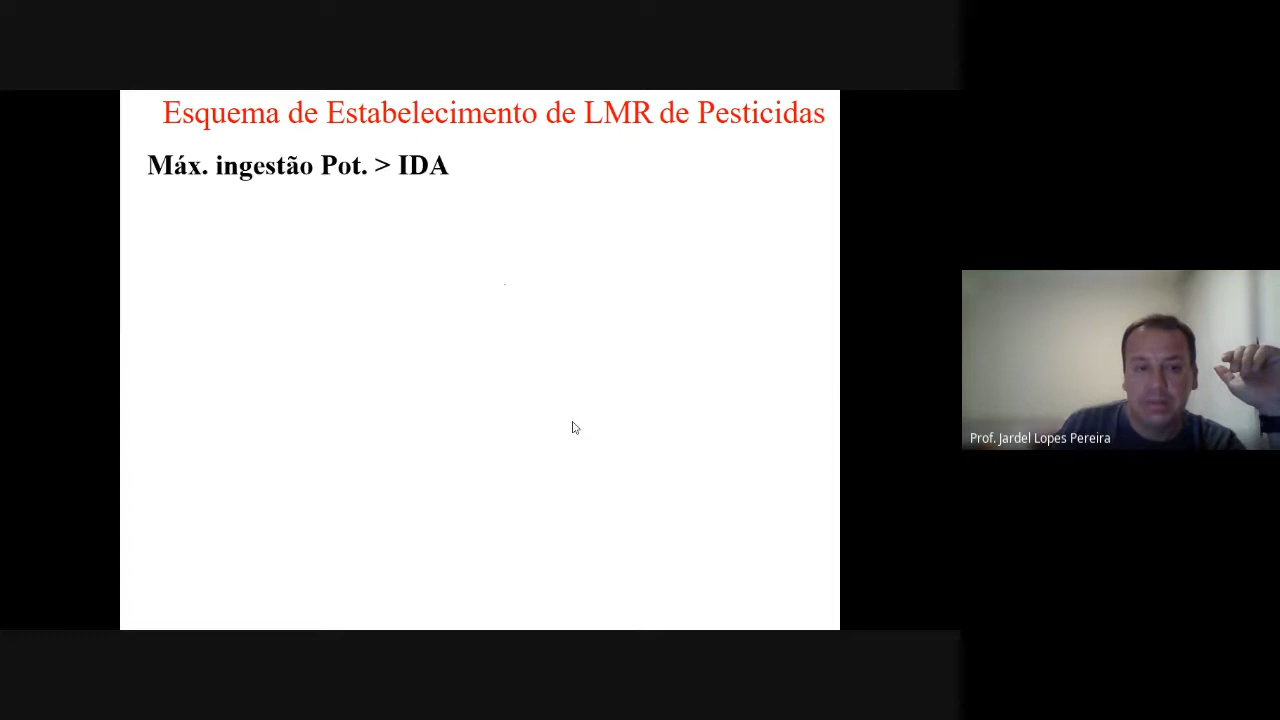 Esquema de Estabelecimento de LMR de Pesticidas
Máx. ingestão Pot. > IDA
Prof. Jardel Lopes Pereira